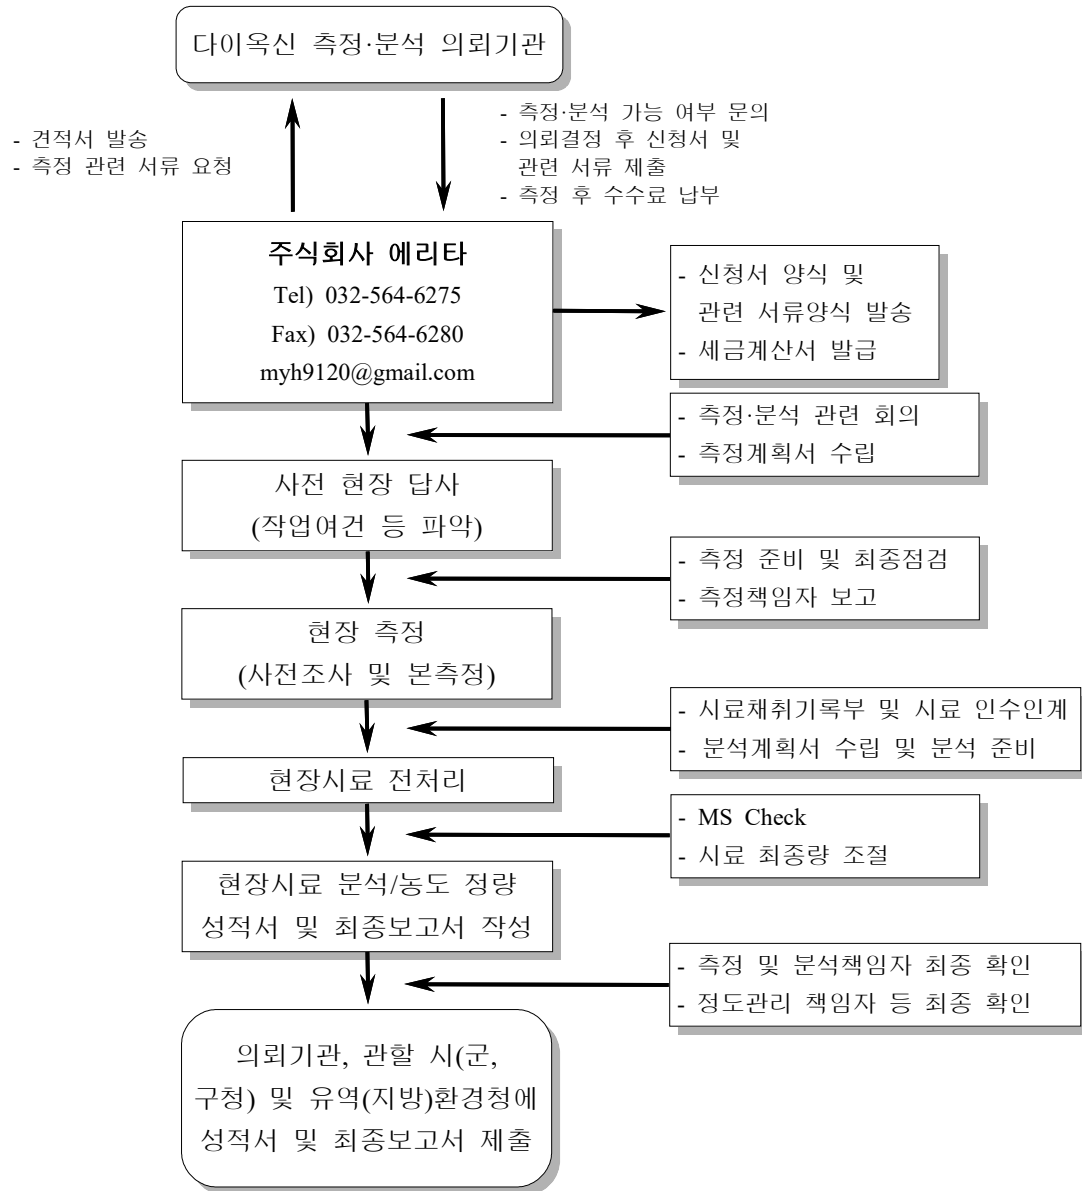 다이옥신 측정·분석 의뢰기관
- 견적서 발송
- 측정 관련 서류 요청
- 측정·분석 가능 여부 문의
- 의뢰결정 후 신청서 및
관련 서류 제출
- 측정 후 수수료 납부
주식회사 에리타
Tel) 032-564-6275
Fax) 032-564-6280
myh9120@gmail.com
- 신청서 양식 및
관련 서류양식 발송
- 세금계산서 발급
- 측정·분석 관련 회의
- 측정계획서 수립
사전 현장 답사
(작업여건 등 파악)
- 측정 준비 및 최종점검
- 측정책임자 보고
현장 측정
(사전조사 및 본측정)
- 시료채취기록부 및 시료 인수인계
- 분석계획서 수립 및 분석 준비
현장시료 전처리
- MS Check
- 시료 최종량 조절
현장시료 분석/농도 정량
성적서 및 최종보고서 작성
- 측정 및 분석책임자 최종 확인
- 정도관리 책임자 등 최종 확인
의뢰기관, 관할 시(군,
구청) 및 유역(지방)환경청에
성적서 및 최종보고서 제출